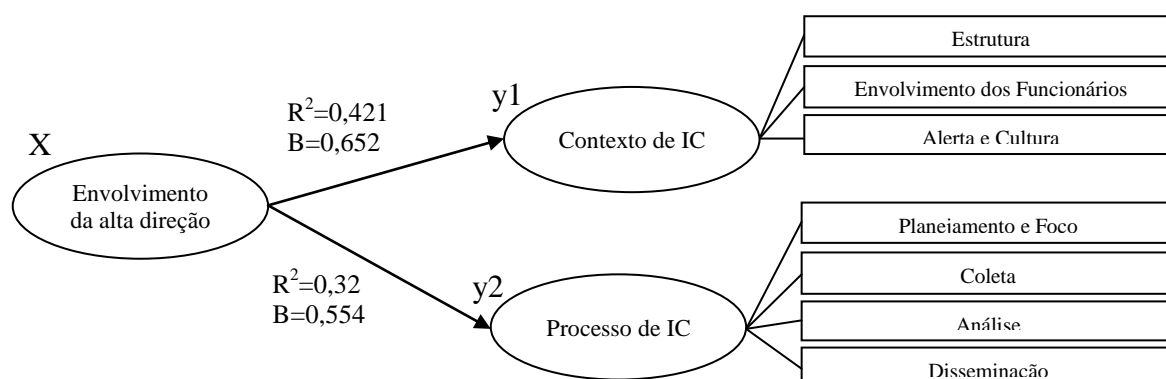 X
Envolvimento
da alta direção
R²=0,421
B=0,652
y1
Contexto de IC
Estrutura
Envolvimento dos Funcionários
Alerta e Cultura
R²=0,32
B=0,554
y2
Processo de IC
Planejamento e Foco
Coleta
Análise
Disseminação